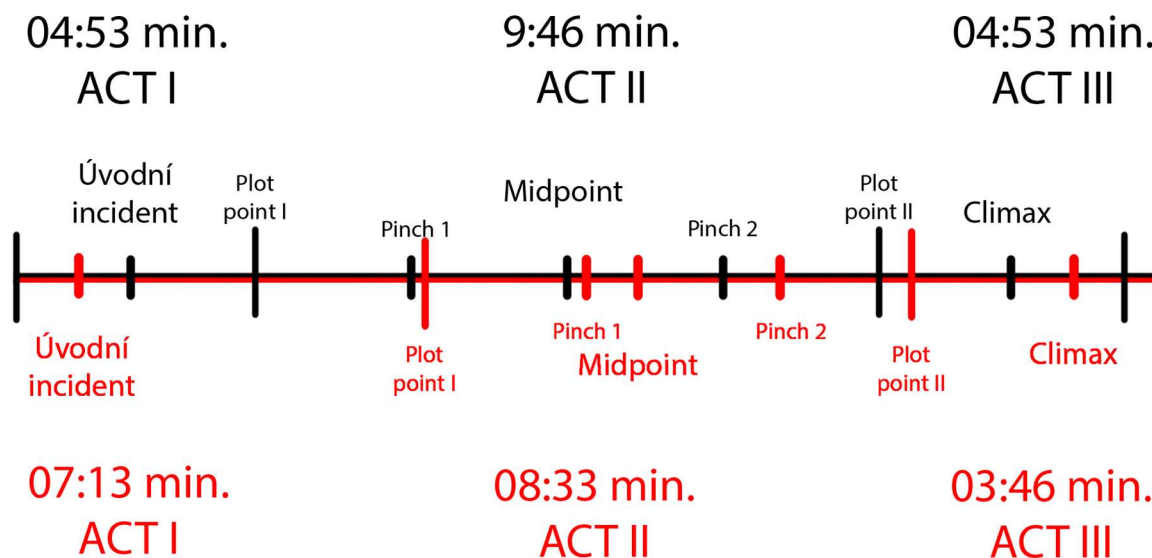 04:53 min.
ACT I
9:46 min.
ACT II
04:53 min.
ACT III
Úvodní
incident
Plot
point I
Pinch 1
Midpoint
Pinch 2
Plot
point II
Climax
Úvodní
incident
Plot
point I
Pinch 1
Midpoint
Pinch 2
Plot
point II
Climax
07:13 min.
ACT I
08:33 min.
ACT II
03:46 min.
ACT III